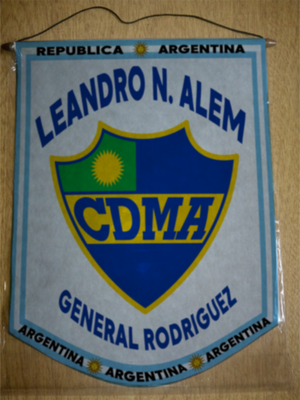 REPUBLICA ARGENTINA
LEANDRO N. ALEM
CDMA
GENERAL RODRIGUEZ
ARGENTINA ARGENTINA ARGENTINA